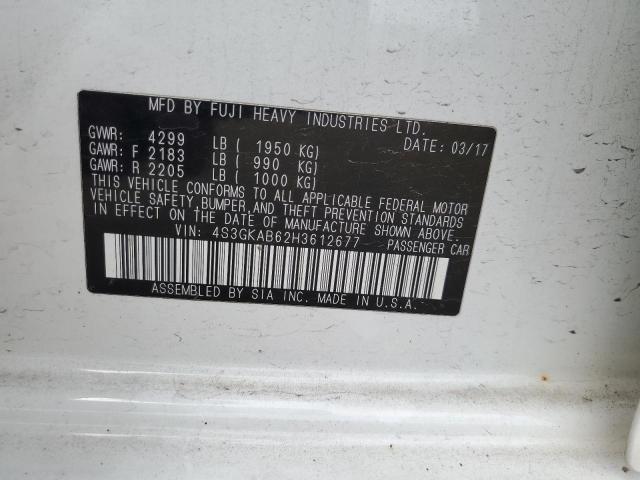 MFD BY FUJI HEAVY INDUSTRIES LTD.
GVWR: 4299 LB ( 1950 KG) DATE: 03/17
GAWR: F 2183 LB ( 990 KG)
GAWR: R 2205 LB ( 1000 KG)
THIS VEHICLE CONFORMS TO ALL APPLICABLE FEDERAL MOTOR
VEHICLE SAFETY, BUMPER, AND THEFT PREVENTION STANDARDS
IN EFFECT ON THE DATE OF MANUFACTURE SHOWN ABOVE.
VIN: 4S3GKAB62H3612677 PASSENGER CAR
ASSEMBLED BY SIA INC. MADE IN U.S.A.